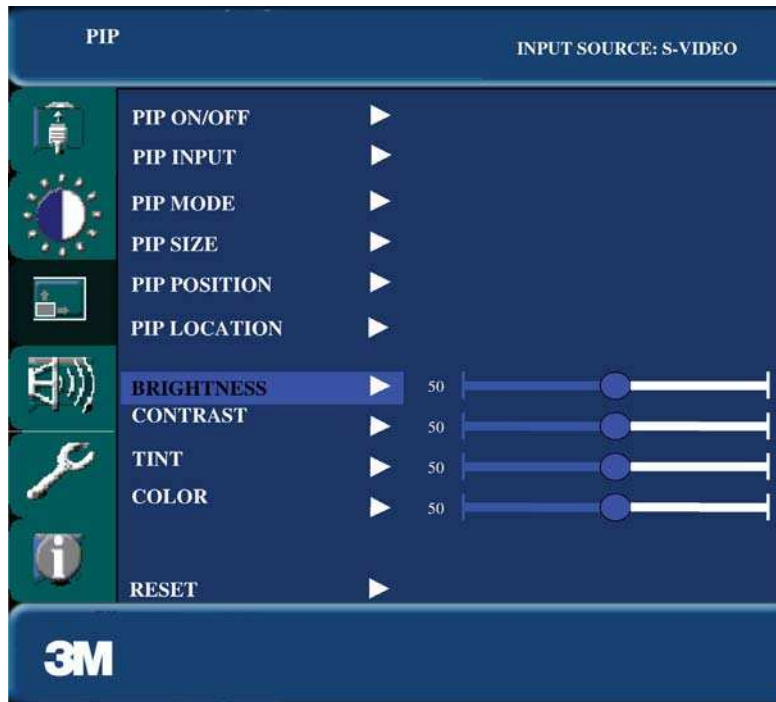 PIP
INPUT SOURCE: S-VIDEO
PIP ON/OFF
PIP INPUT
PIP MODE
PIP SIZE
PIP POSITION
PIP LOCATION
BRIGHTNESS 50
CONTRAST 50
TINT 50
COLOR 50
RESET
3M